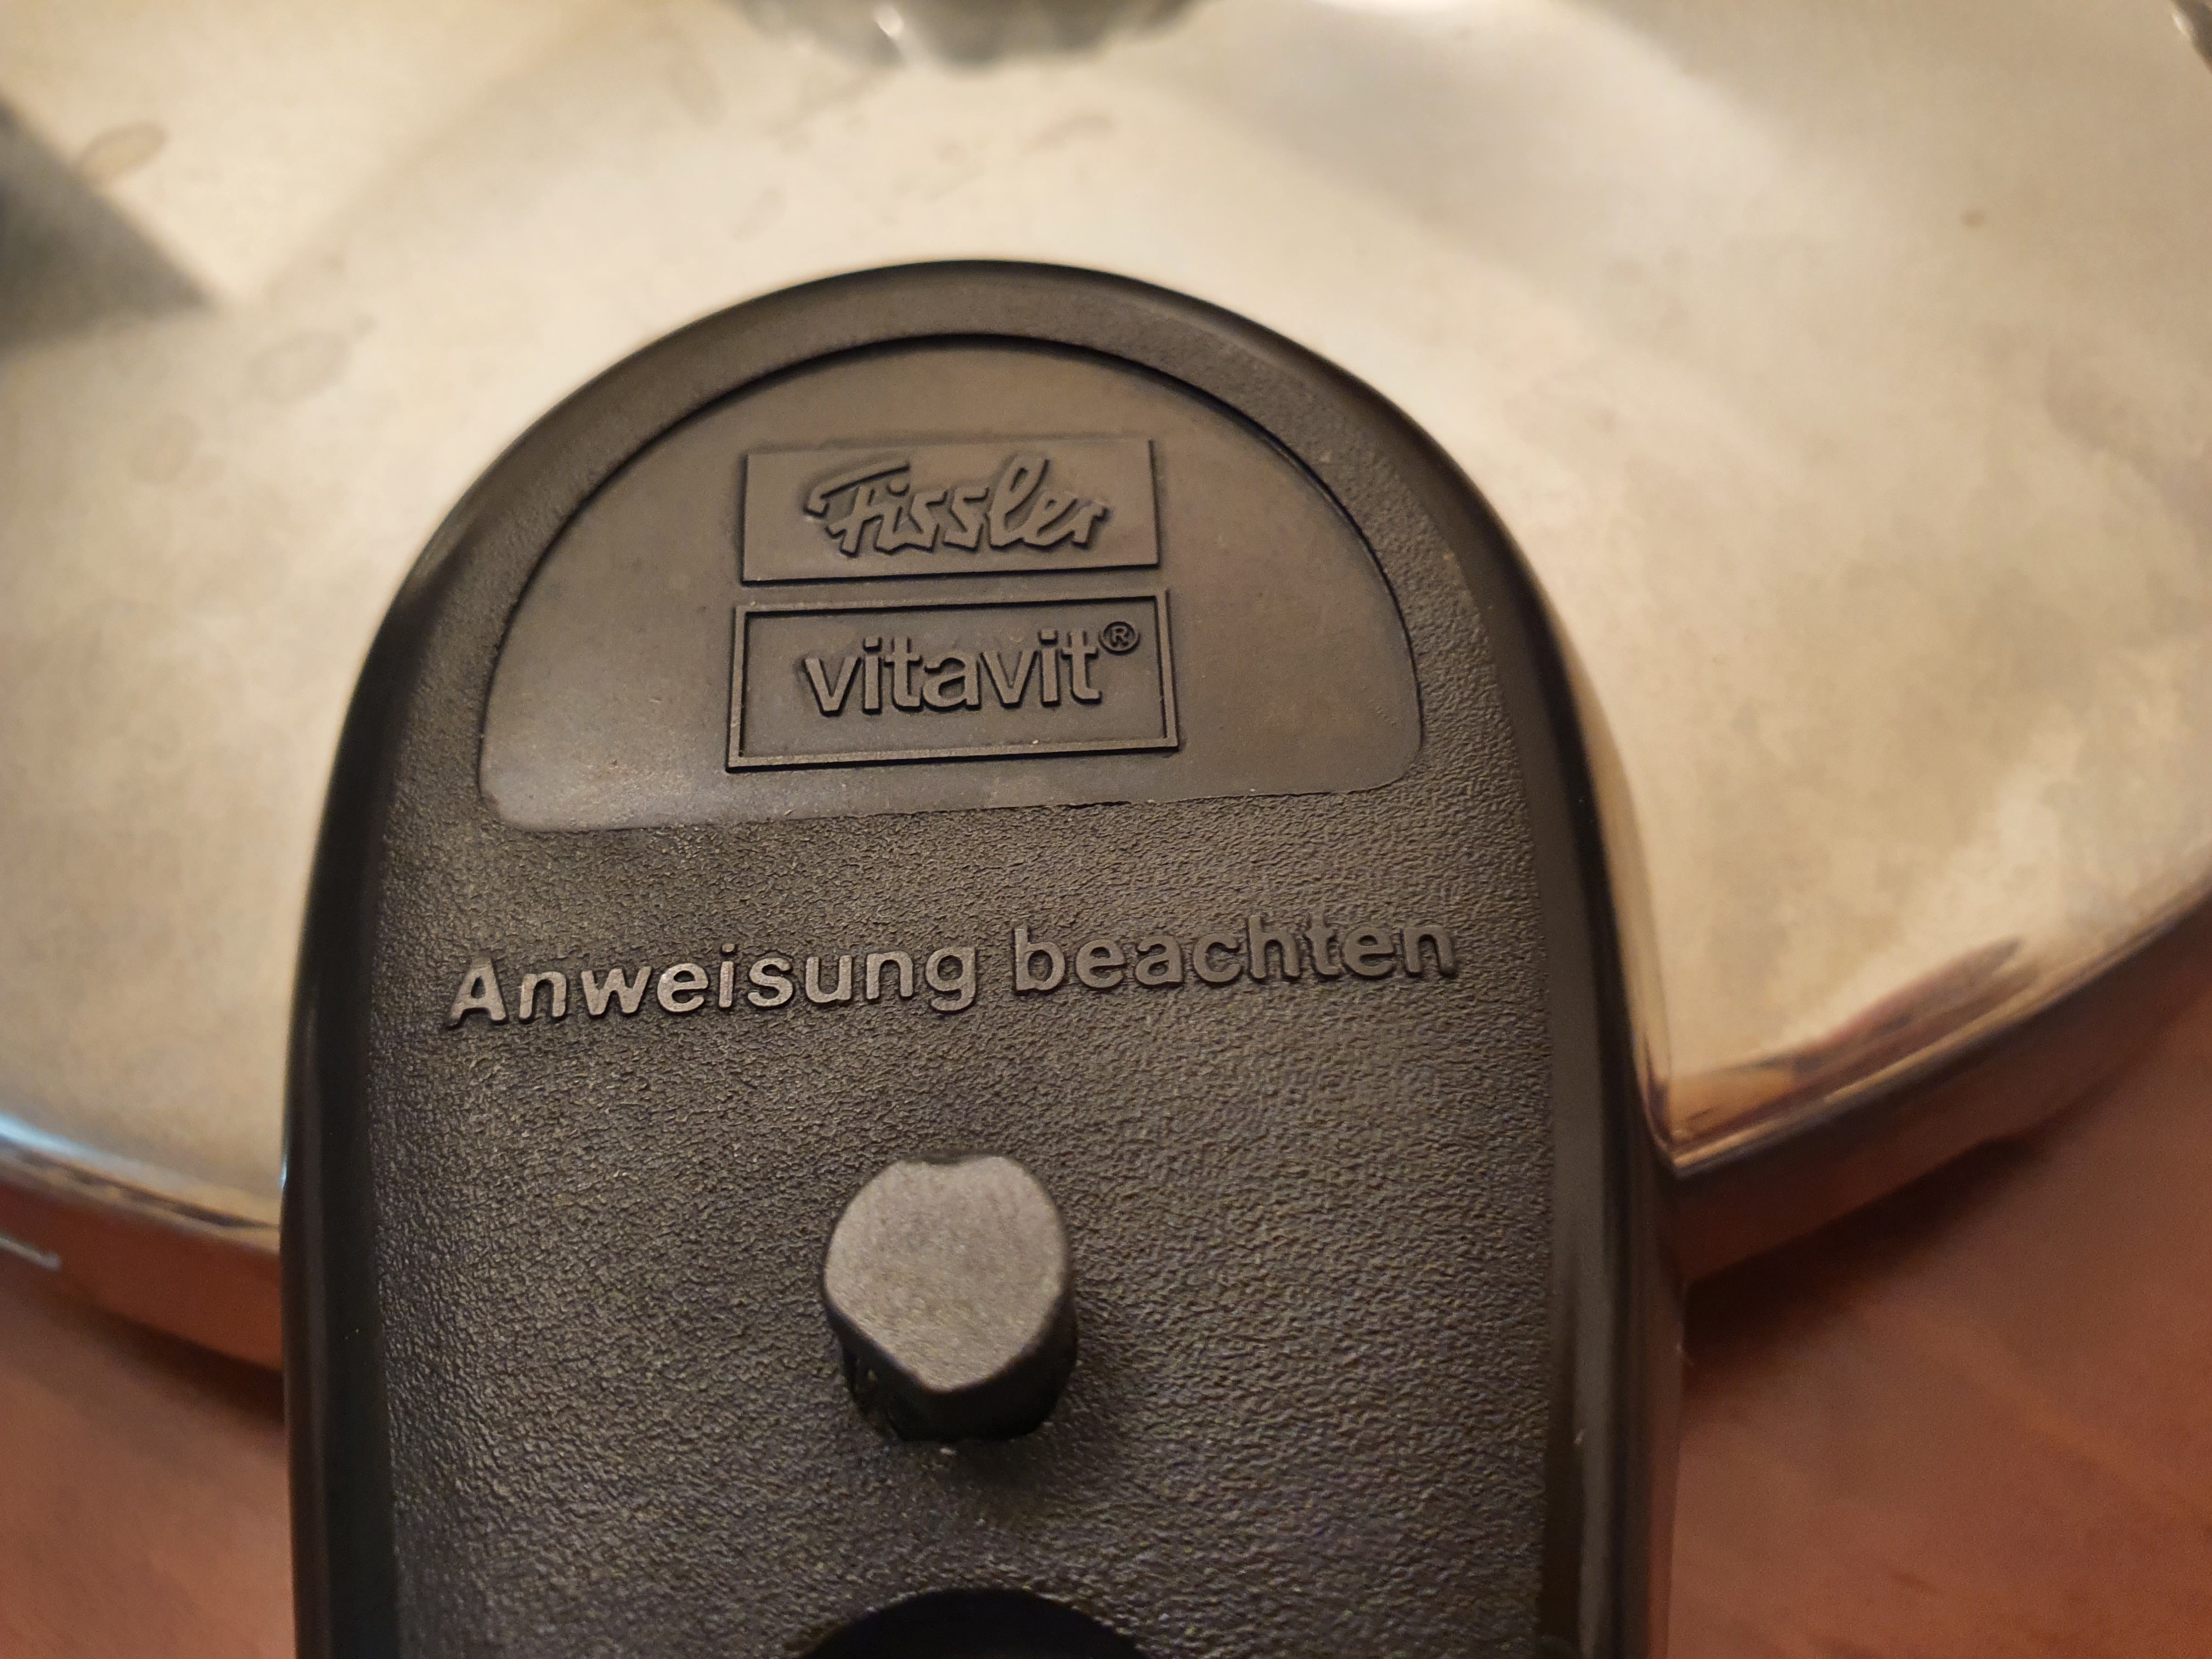 Fissler
vitavit®
Anweisung beachten